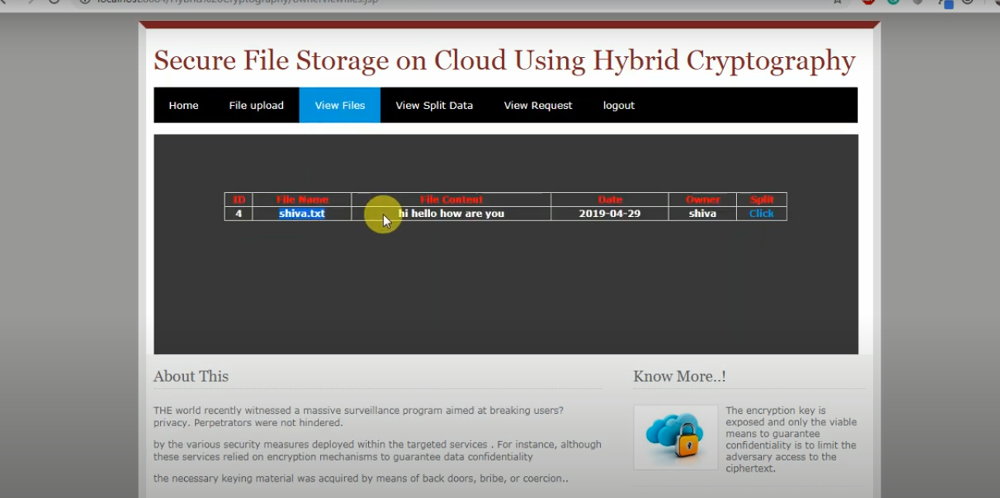 localhost:8084/Hybrid%20Cryptography/ownerviewfiles.jsp
Secure File Storage on Cloud Using Hybrid Cryptography
Home File upload View Files View Split Data View Request logout
ID File Name File Content Date Owner Split
4 shiva.txt hi hello how are you 2019-04-29 shiva Click
About This
THE world recently witnessed a massive surveillance program aimed at breaking users?
privacy. Perpetrators were not hindered.
by the various security measures deployed within the targeted services . For instance, although
these services relied on encryption mechanisms to guarantee data confidentiality
the necessary keying material was acquired by means of back doors, bribe, or coercion..
Know More..!
The encryption key is
exposed and only the viable
means to guarantee
confidentiality is to limit the
adversary access to the
ciphertext.